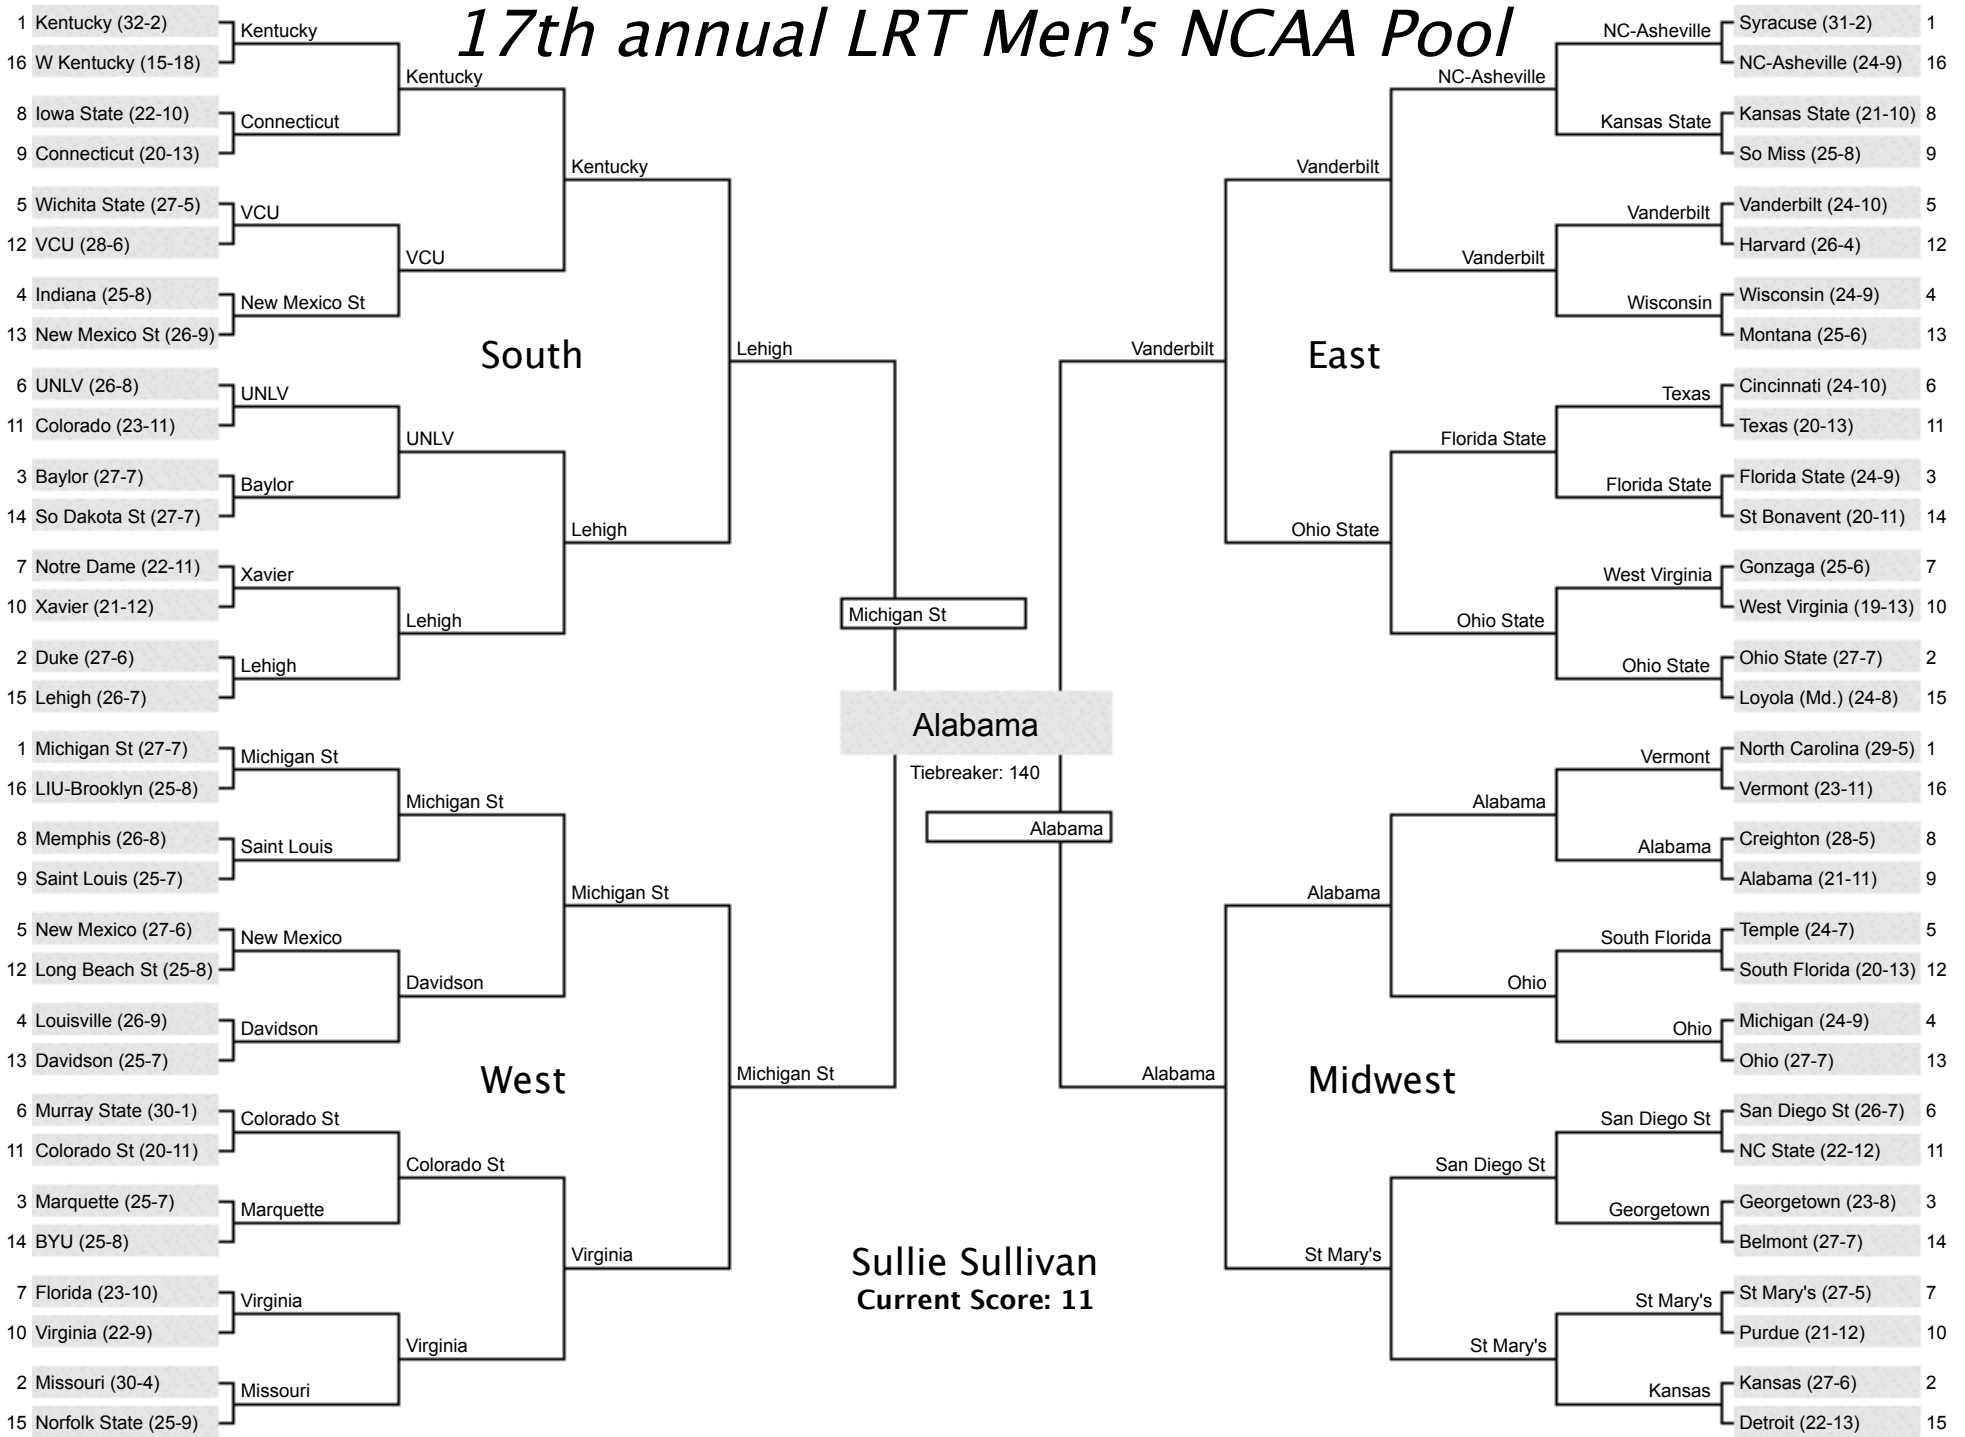 17th annual LRT Men's NCAA Pool
1 Kentucky (32-2)
16 W Kentucky (15-18)
8 Iowa State (22-10)
9 Connecticut (20-13)
5 Wichita State (27-5)
12 VCU (28-6)
4 Indiana (25-8)
13 New Mexico St (26-9)
6 UNLV (26-8)
11 Colorado (23-11)
3 Baylor (27-7)
14 So Dakota St (27-7)
7 Notre Dame (22-11)
10 Xavier (21-12)
2 Duke (27-6)
15 Lehigh (26-7)
Kentucky
Connecticut
VCU
New Mexico St
UNLV
Baylor
Xavier
Lehigh
Kentucky
VCU
UNLV
Lehigh
Kentucky
Lehigh
South
Lehigh
1 Michigan St (27-7)
16 LIU-Brooklyn (25-8)
8 Memphis (26-8)
9 Saint Louis (25-7)
5 New Mexico (27-6)
12 Long Beach St (25-8)
4 Louisville (26-9)
13 Davidson (25-7)
6 Murray State (30-1)
11 Colorado St (20-11)
3 Marquette (25-7)
14 BYU (25-8)
7 Florida (23-10)
10 Virginia (22-9)
2 Missouri (30-4)
15 Norfolk State (25-9)
Michigan St
Saint Louis
New Mexico
Davidson
Colorado St
Marquette
Virginia
Missouri
Michigan St
Davidson
Colorado St
Virginia
Michigan St
Virginia
West
Michigan St
Michigan St
Alabama
Tiebreaker: 140
Alabama
Sullie Sullivan
Current Score: 11
Syracuse (31-2) 1
NC-Asheville (24-9) 16
Kansas State (21-10) 8
So Miss (25-8) 9
Vanderbilt (24-10) 5
Harvard (26-4) 12
Wisconsin (24-9) 4
Montana (25-6) 13
Cincinnati (24-10) 6
Texas (20-13) 11
Florida State (24-9) 3
St Bonavent (20-11) 14
Gonzaga (25-6) 7
West Virginia (19-13) 10
Ohio State (27-7) 2
Loyola (Md.) (24-8) 15
NC-Asheville
Kansas State
Vanderbilt
Wisconsin
Texas
Florida State
West Virginia
Ohio State
NC-Asheville
Vanderbilt
Florida State
Ohio State
Vanderbilt
Ohio State
East
Vanderbilt
North Carolina (29-5) 1
Vermont (23-11) 16
Creighton (28-5) 8
Alabama (21-11) 9
Temple (24-7) 5
South Florida (20-13) 12
Michigan (24-9) 4
Ohio (27-7) 13
San Diego St (26-7) 6
NC State (22-12) 11
Georgetown (23-8) 3
Belmont (27-7) 14
St Mary's (27-5) 7
Purdue (21-12) 10
Kansas (27-6) 2
Detroit (22-13) 15
Vermont
Alabama
South Florida
Ohio
San Diego St
Georgetown
St Mary's
Kansas
Alabama
Ohio
San Diego St
St Mary's
Alabama
St Mary's
Midwest
Alabama